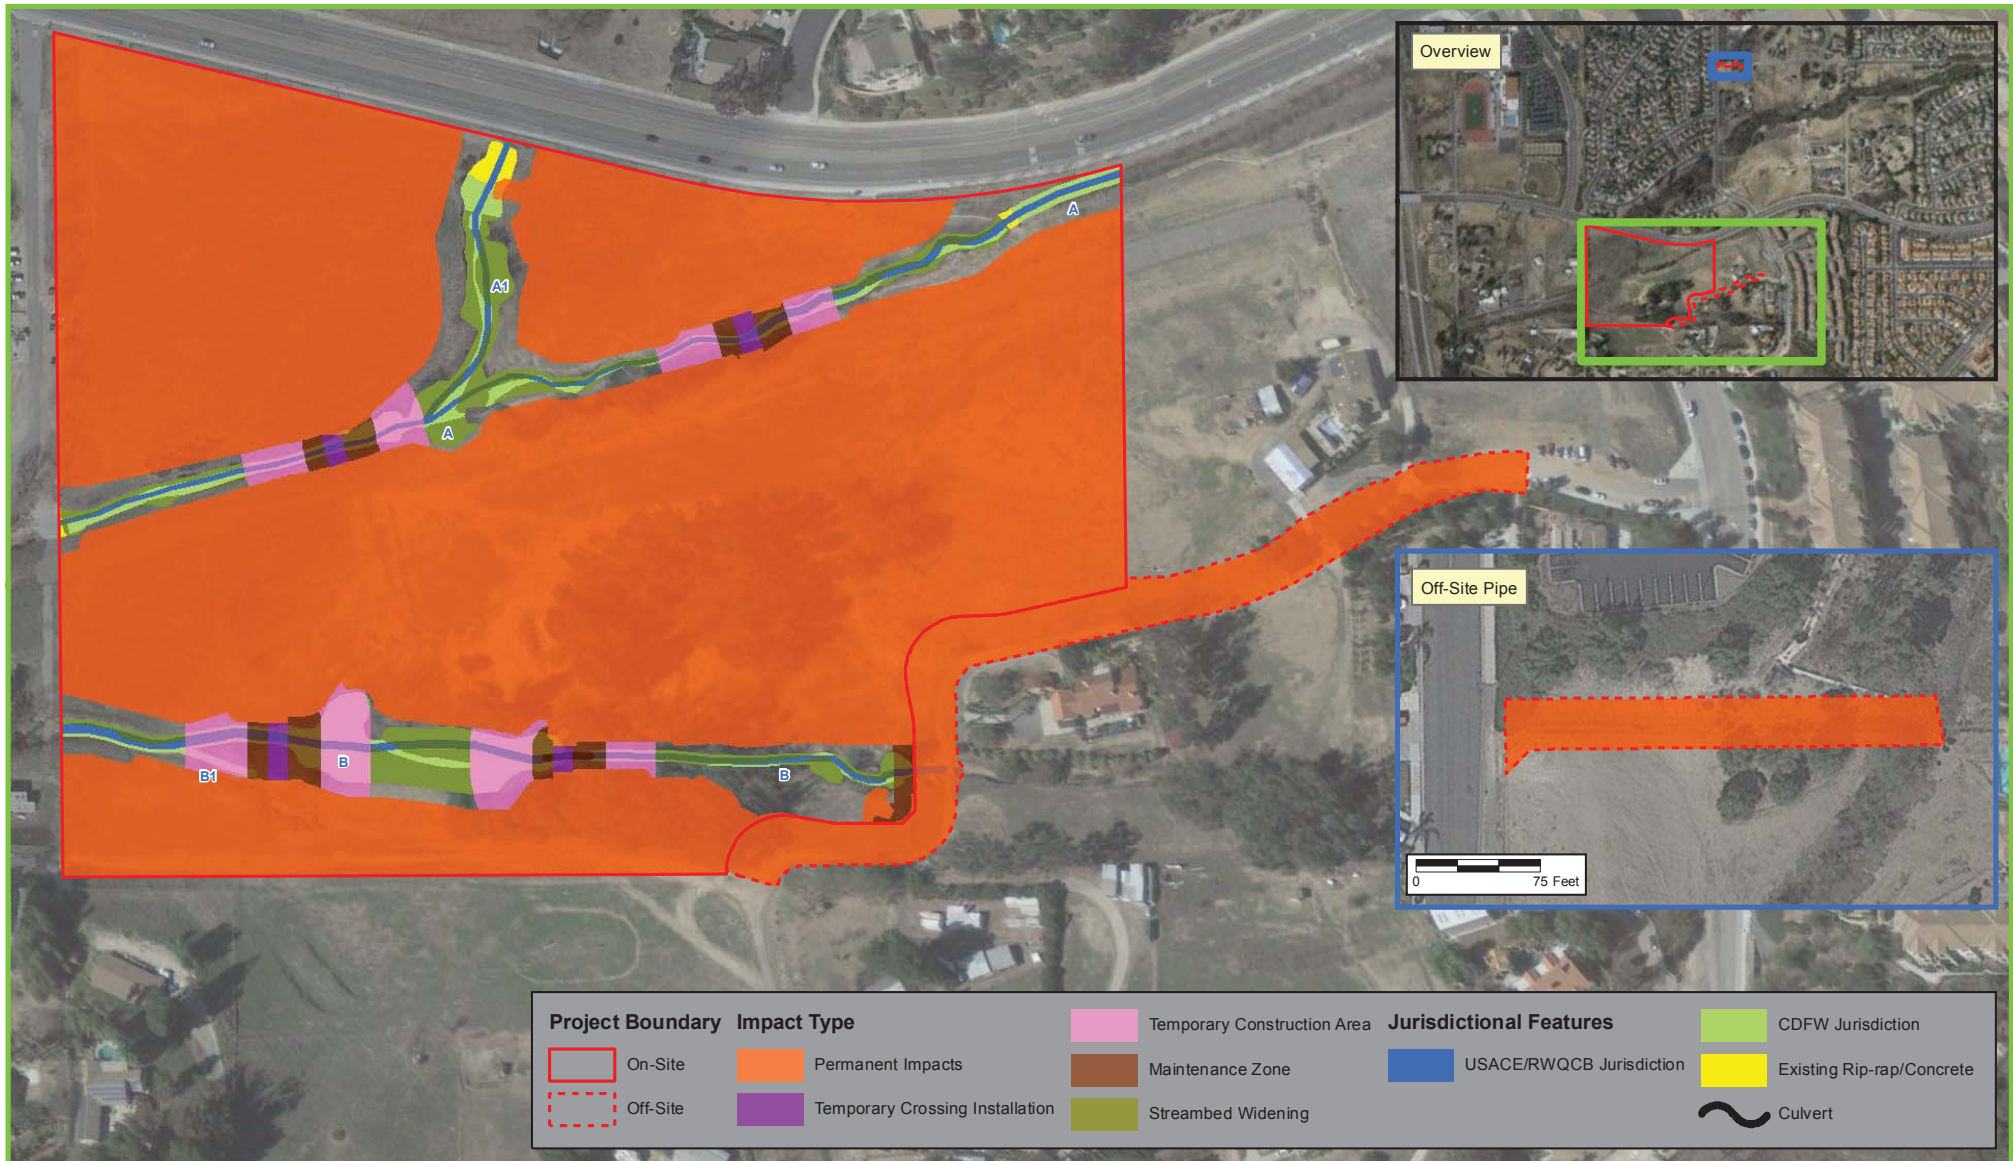 Overview
A
A1
A
B1
B
B
Off-Site Pipe
0 75 Feet
Project Boundary
On-Site
Off-Site
Impact Type
Permanent Impacts
Temporary Crossing Installation
Temporary Construction Area
Maintenance Zone
Streambed Widening
Jurisdictional Features
USACE/RWQCB Jurisdiction
CDFW Jurisdiction
Existing Rip-rap/Concrete
Culvert